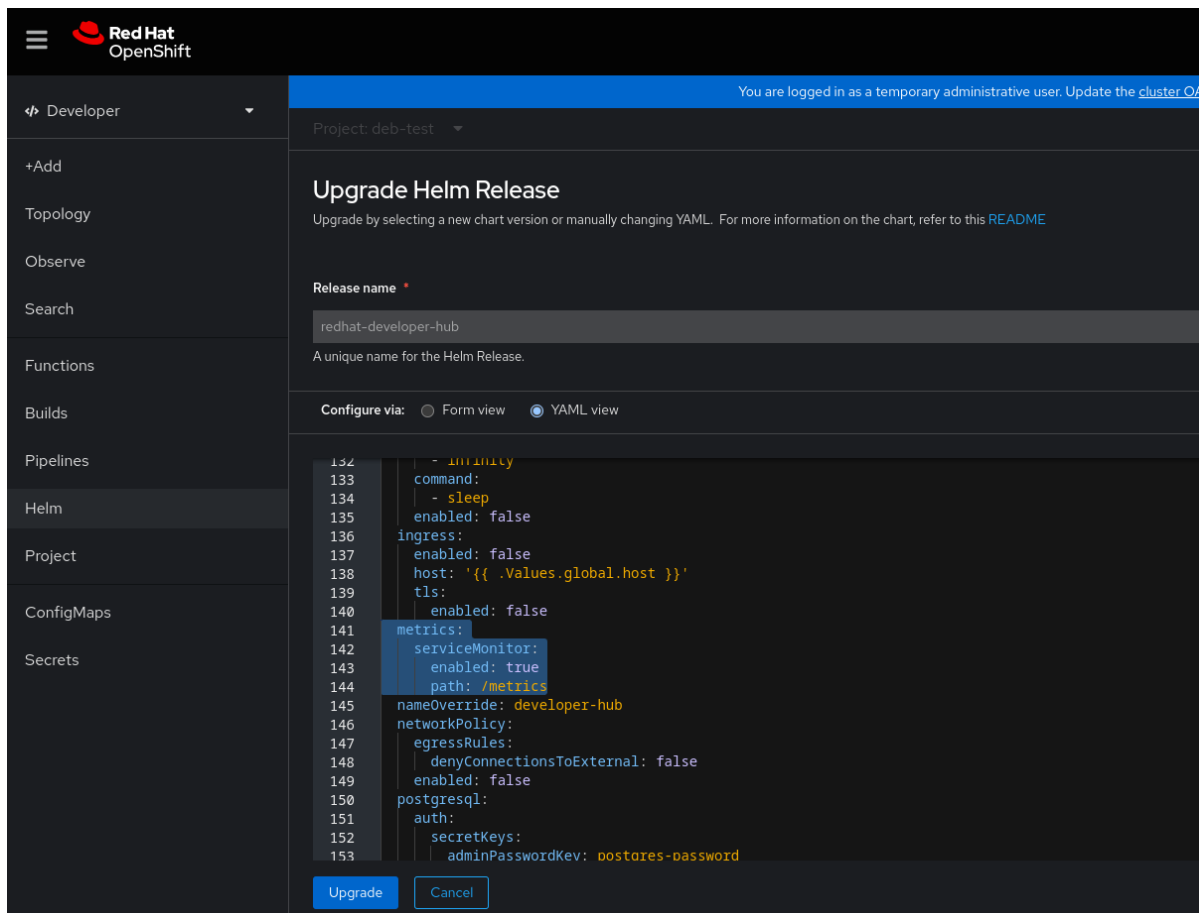 Red Hat
OpenShift
You are logged in as a temporary administrative user. Update the cluster OA
Developer
Project: deb-test
+Add
Topology
Observe
Search
Functions
Builds
Pipelines
Helm
Project
ConfigMaps
Secrets
Upgrade Helm Release
Upgrade by selecting a new chart version or manually changing YAML. For more information on the chart, refer to this README
Release name *
redhat-developer-hub
A unique name for the Helm Release.
Configure via: Form view YAML view
132 - infinity
133 command:
134 - sleep
135 enabled: false
136 ingress:
137 enabled: false
138 host: '{{ .Values.global.host }}'
139 tls:
140 enabled: false
141 metrics:
142 serviceMonitor:
143 enabled: true
144 path: /metrics
145 nameOverride: developer-hub
146 networkPolicy:
147 egressRules:
148 denyConnectionsToExternal: false
149 enabled: false
150 postgresql:
151 auth:
152 secretKeys:
153 adminPasswordKey: postgres-password
Upgrade
Cancel